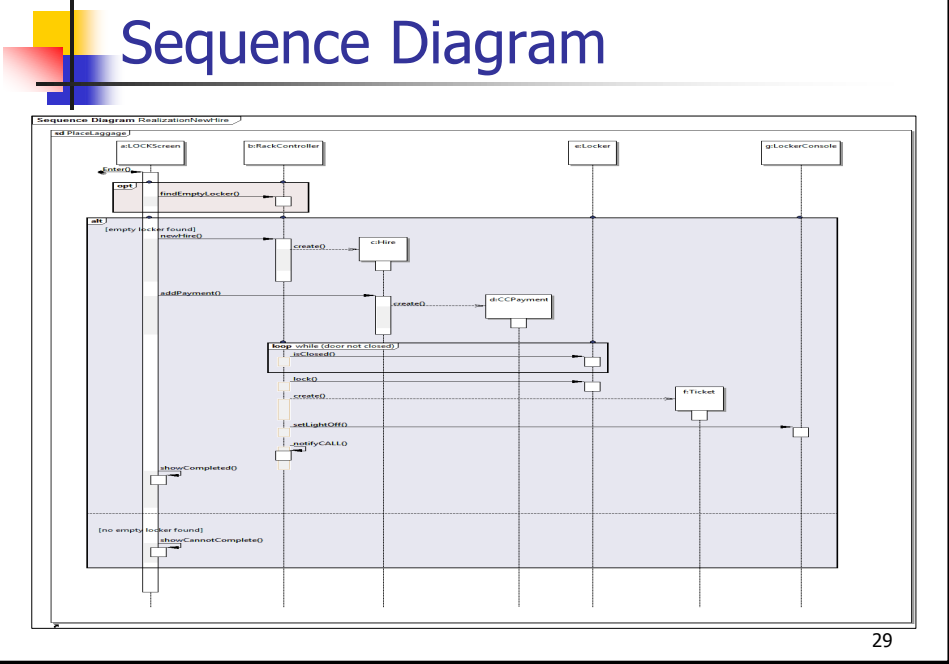 Sequence Diagram
Sequence Diagram RealizationNewHire
sd PlaceLaggage
a:LOCKScreen
b:RackController
e:Locker
g:LockerConsole
Enter()
opt
findEmptyLocker()
alt
[empty locker found]
newHire()
create()
c:Hire
addPayment()
create()
d:CCPayment
loop while (door not closed)
isClosed()
lock()
create()
f:Ticket
setLightOff()
notifyCALL()
showCompleted()
[no empty locker found]
showCannotComplete()
29